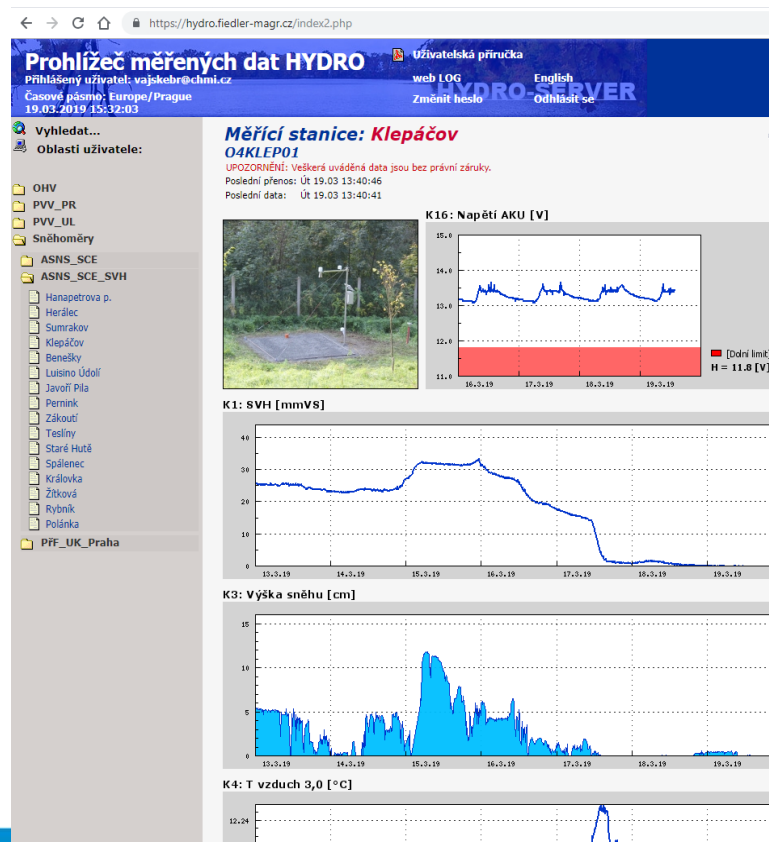 https://hydro.fiedler-magr.cz/index2.php
Prohlížeč měřených dat HYDRO
Přihlášený uživatel: vajskebr@chmi.cz
Časové pásmo: Europe/Prague
19.03.2019 15:32:03
Uživatelská příručka
web LOG English
Změnit heslo Odhlásit se
HYDRO-SERVER
Vyhledat...
Oblasti uživatele:
OHV
PVV_PR
PVV_UL
Sněhoměry
ASNS_SCE
ASNS_SCE_SVH
Hanapetrova p.
Herálec
Sumrakov
Klepáčov
Benešky
Luisino Údolí
Javoří Pila
Pernink
Zákoutí
Teslíny
Staré Hutě
Spálenec
Královka
Žítková
Rybník
Polánka
PřF_UK_Praha
Měřící stanice: Klepáčov
O4KLEP01
UPOZORNĚNÍ: Veškerá uváděná data jsou bez právní záruky.
Poslední přenos: Út 19.03 13:40:46
Poslední data: Út 19.03 13:40:41
K16: Napětí AKU [V]
15.0
14.0
13.0
12.0
11.0
16.3.19 17.3.19 18.3.19 19.3.19
[Dolní limit]
H = 11.8 [V]
K1: SVH [mmVS]
40
30
20
10
0
13.3.19 14.3.19 15.3.19 16.3.19 17.3.19 18.3.19 19.3.19
K3: Výška sněhu [cm]
15
10
5
0
13.3.19 14.3.19 15.3.19 16.3.19 17.3.19 18.3.19 19.3.19
K4: T vzduch 3,0 [°C]
12.24